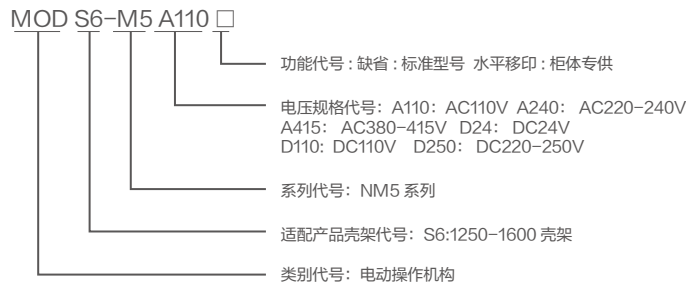 MOD S6-M5 A110 □
功能代号：缺省：标准型号 水平移印：柜体专供
电压规格代号：A110：AC110V A240： AC220-240V
A415： AC380-415V D24： DC24V
D110: DC110V D250： DC220-250V
系列代号：NM5 系列
适配产品壳架代号：S6:1250-1600 壳架
类别代号：电动操作机构